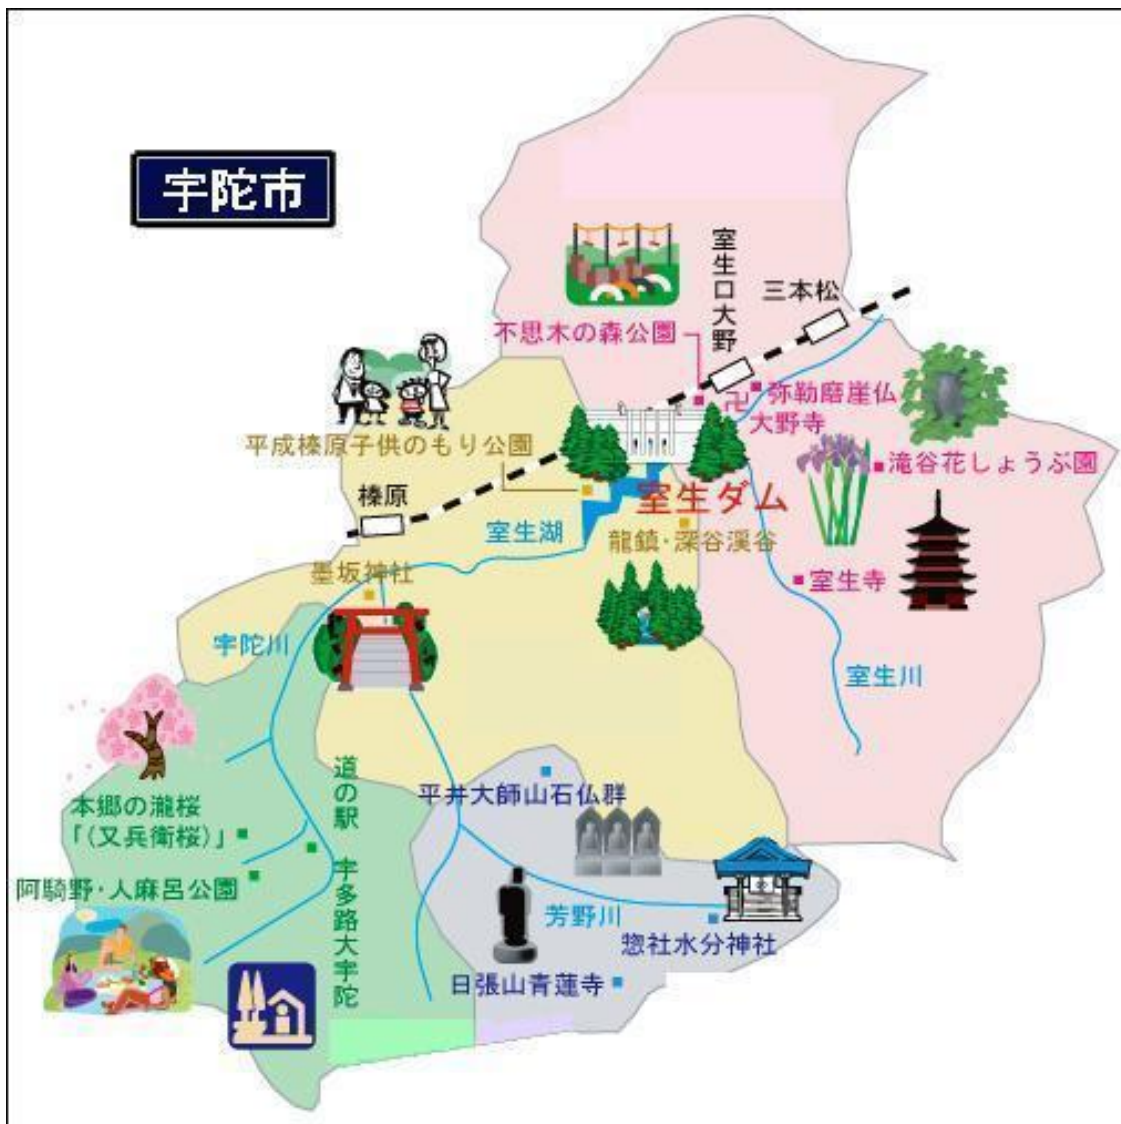 宇陀市
室生口大野
三本松
不思木の森公園
弥勒磨崖仏
大野寺
平成榛原子供のもり公園
滝谷花しょうぶ園
榛原
室生ダム
室生湖
龍鎮・深谷渓谷
墨坂神社
室生寺
宇陀川
室生川
道の駅 宇多路大宇陀
平井大師山石仏群
本郷の瀧桜
「(又兵衛桜)」
阿騎野・人麻呂公園
芳野川
惣社水分神社
日張山青蓮寺